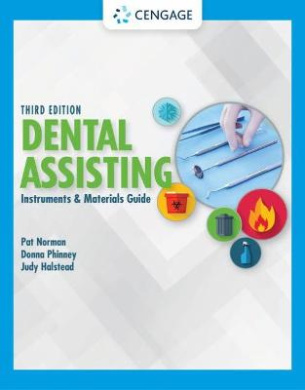 CENGAGE
THIRD EDITION
DENTAL
ASSISTING
Instruments & Materials Guide
Pat Norman
Donna Phinney
Judy Halstead